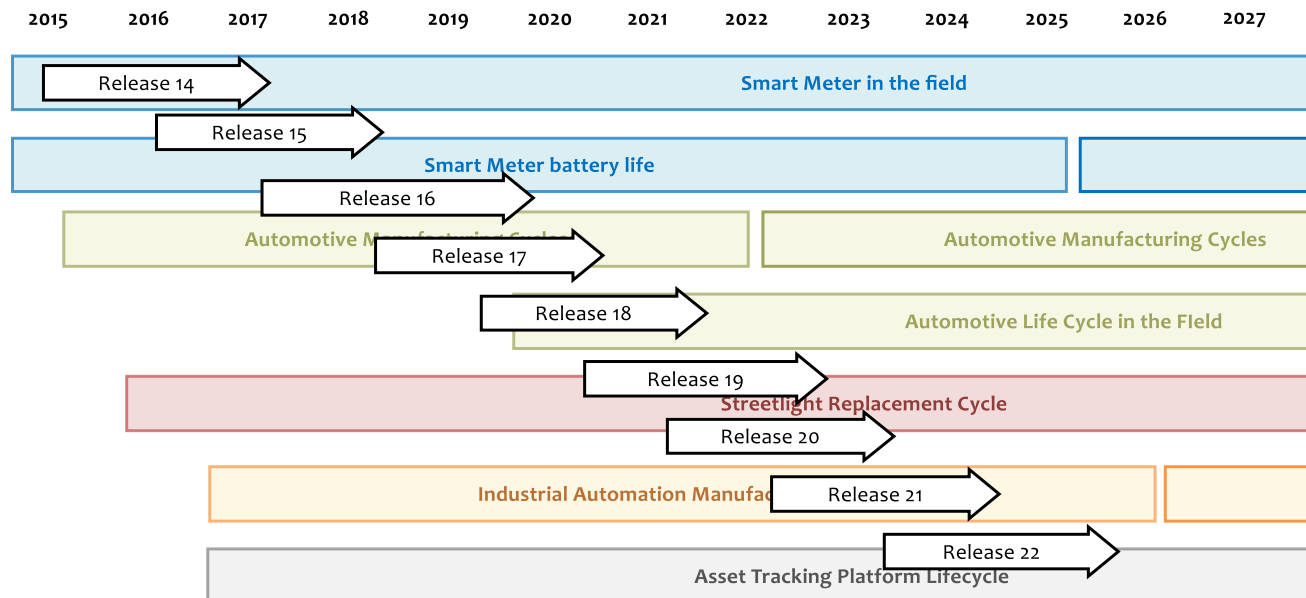 2015 2016 2017 2018 2019 2020 2021 2022 2023 2024 2025 2026 2027
Release 14
Smart Meter in the field
Release 15
Smart Meter battery life
Release 16
Automotive Manufacturing Cycles
Automotive Manufacturing Cycles
Release 17
Release 18
Automotive Life Cycle in the FIeld
Release 19
Streetlight Replacement Cycle
Release 20
Industrial Automation Manufac
Release 21
Release 22
Asset Tracking Platform Lifecycle